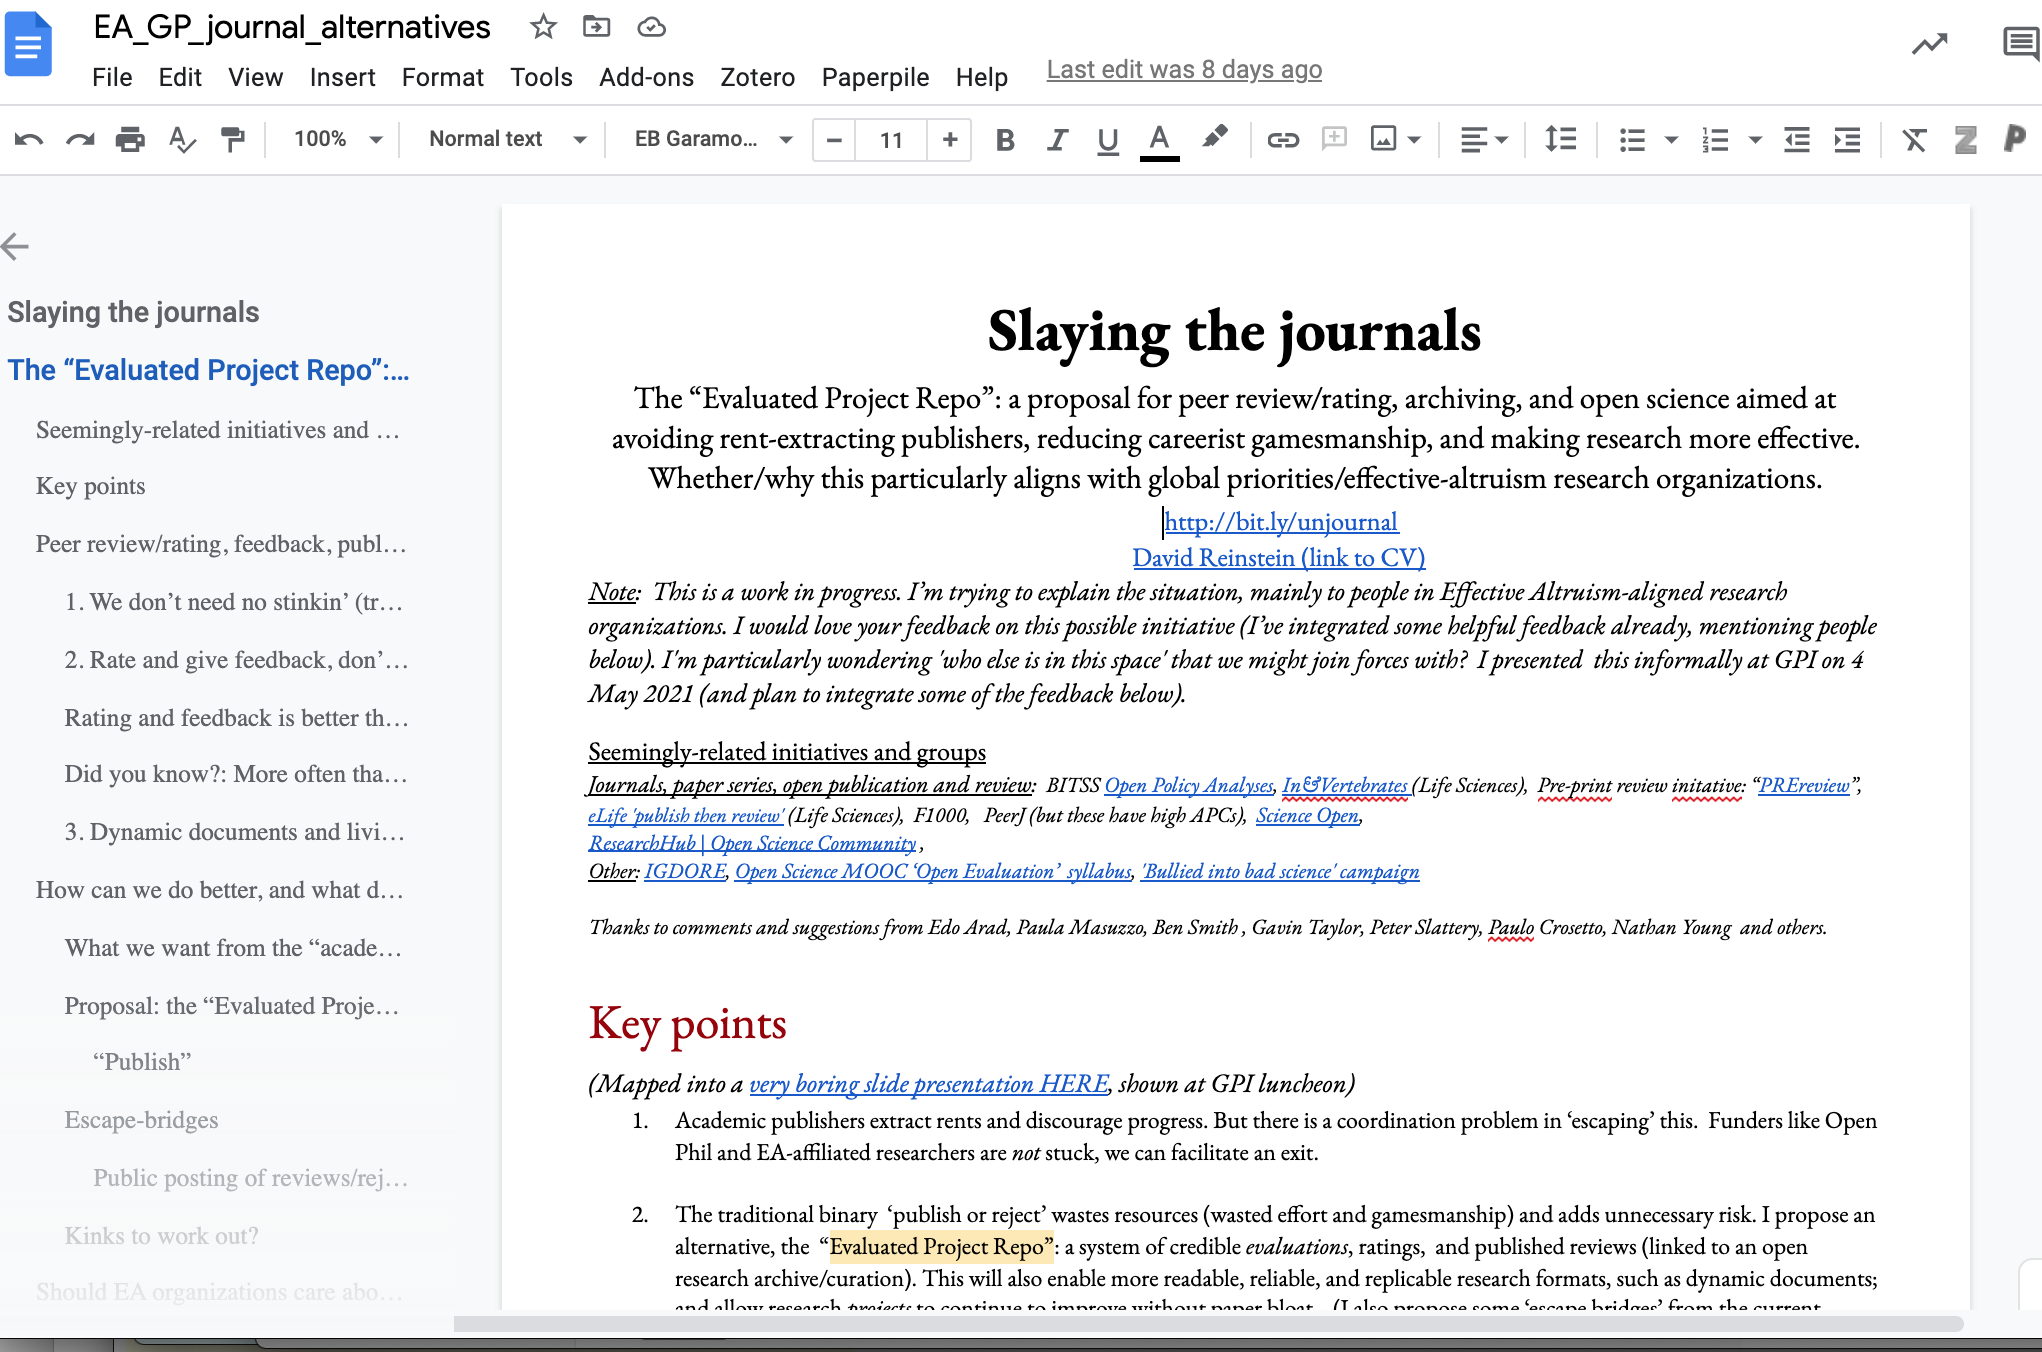 EA_GP_journal_alternatives
File Edit View Insert Format Tools Add-ons Zotero Paperpile Help Last edit was 8 days ago
100% Normal text EB Garamo... − 11 + B I U A Z P
Slaying the journals
The “Evaluated Project Repo”:...
Seemingly-related initiatives and ...
Key points
Peer review/rating, feedback, publ...
1. We don’t need no stinkin’ (tr...
2. Rate and give feedback, don’...
Rating and feedback is better th...
Did you know?: More often tha...
3. Dynamic documents and livi...
How can we do better, and what d...
What we want from the “acade...
Proposal: the “Evaluated Proje...
“Publish”
Escape-bridges
Public posting of reviews/rej...
Kinks to work out?
Should EA organizations care abo...
Slaying the journals
The “Evaluated Project Repo”: a proposal for peer review/rating, archiving, and open science aimed at
avoiding rent-extracting publishers, reducing careerist gamesmanship, and making research more effective.
Whether/why this particularly aligns with global priorities/effective-altruism research organizations.
http://bit.ly/unjournal
David Reinstein (link to CV)
Note: This is a work in progress. I’m trying to explain the situation, mainly to people in Effective Altruism-aligned research
organizations. I would love your feedback on this possible initiative (I’ve integrated some helpful feedback already, mentioning people
below). I'm particularly wondering 'who else is in this space' that we might join forces with? I presented this informally at GPI on 4
May 2021 (and plan to integrate some of the feedback below).
Seemingly-related initiatives and groups
Journals, paper series, open publication and review: BITSS Open Policy Analyses, In&Vertebrates (Life Sciences), Pre-print review initative: “PREreview”,
eLife 'publish then review' (Life Sciences), F1000, PeerJ (but these have high APCs), Science Open,
ResearchHub | Open Science Community ,
Other: IGDORE, Open Science MOOC ‘Open Evaluation’ syllabus, 'Bullied into bad science' campaign
Thanks to comments and suggestions from Edo Arad, Paula Masuzzo, Ben Smith , Gavin Taylor, Peter Slattery, Paulo Crosetto, Nathan Young and others.
Key points
(Mapped into a very boring slide presentation HERE, shown at GPI luncheon)
1. Academic publishers extract rents and discourage progress. But there is a coordination problem in ‘escaping’ this. Funders like Open
Phil and EA-affiliated researchers are not stuck, we can facilitate an exit.
2. The traditional binary ‘publish or reject’ wastes resources (wasted effort and gamesmanship) and adds unnecessary risk. I propose an
alternative, the “Evaluated Project Repo”: a system of credible evaluations, ratings, and published reviews (linked to an open
research archive/curation). This will also enable more readable, reliable, and replicable research formats, such as dynamic documents;
and allow research projects to continue to improve without paper bloat. (I also propose some ‘escape bridges’ from the current